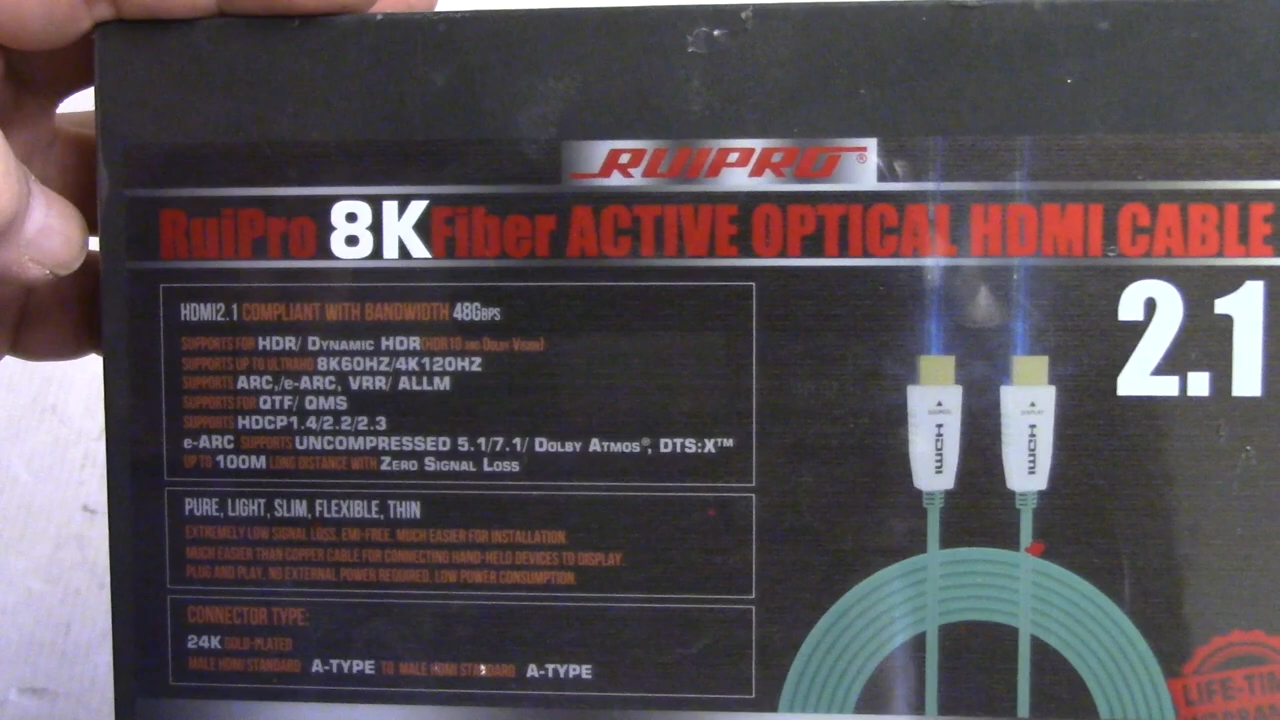 RUIPRO®
RuiPro 8K Fiber ACTIVE OPTICAL HDMI CABLE
2.1
HDMI2.1 COMPLIANT WITH BANDWIDTH 48GBPS
SUPPORTS FOR HDR/ DYNAMIC HDR(HDR10 AND DOLBY VISION)
SUPPORTS UP TO ULTRAHD 8K60HZ/4K120HZ
SUPPORTS ARC,/e-ARC, VRR/ ALLM
SUPPORTS FOR QTF/ QMS
SUPPORTS HDCP1.4/2.2/2.3
e-ARC SUPPORTS UNCOMPRESSED 5.1/7.1/ DOLBY ATMOS®, DTS:X™
UP TO 100M LONG DISTANCE WITH ZERO SIGNAL LOSS
PURE, LIGHT, SLIM, FLEXIBLE, THIN
EXTREMELY LOW SIGNAL LOSS, EMI-FREE. MUCH EASIER FOR INSTALLATION.
MUCH EASIER THAN COPPER CABLE FOR CONNECTING HAND-HELD DEVICES TO DISPLAY.
PLUG AND PLAY. NO EXTERNAL POWER REQUIRED. LOW POWER CONSUMPTION.
CONNECTOR TYPE:
24K GOLD-PLATED
MALE HDMI STANDARD A-TYPE TO MALE HDMI STANDARD A-TYPE
HDMI
DISPLAY
HDMI